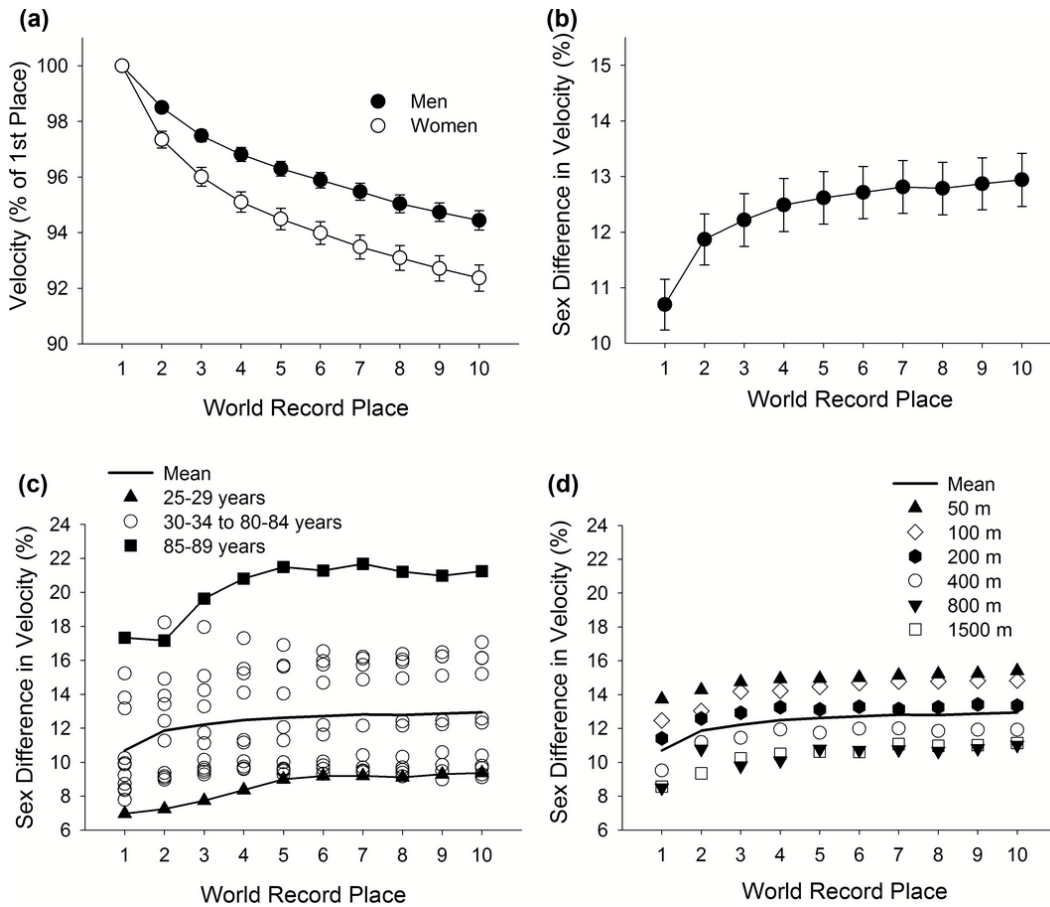 (a)
Velocity (% of 1st Place)
100
98
96
94
92
90
Men
Women
1 2 3 4 5 6 7 8 9 10
World Record Place
(b)
Sex Difference in Velocity (%)
15
14
13
12
11
10
1 2 3 4 5 6 7 8 9 10
World Record Place
(c)
Mean
25-29 years
30-34 to 80-84 years
85-89 years
Sex Difference in Velocity (%)
24
22
20
18
16
14
12
10
8
6
1 2 3 4 5 6 7 8 9 10
World Record Place
(d)
Mean
50 m
100 m
200 m
400 m
800 m
1500 m
Sex Difference in Velocity (%)
24
22
20
18
16
14
12
10
8
6
1 2 3 4 5 6 7 8 9 10
World Record Place